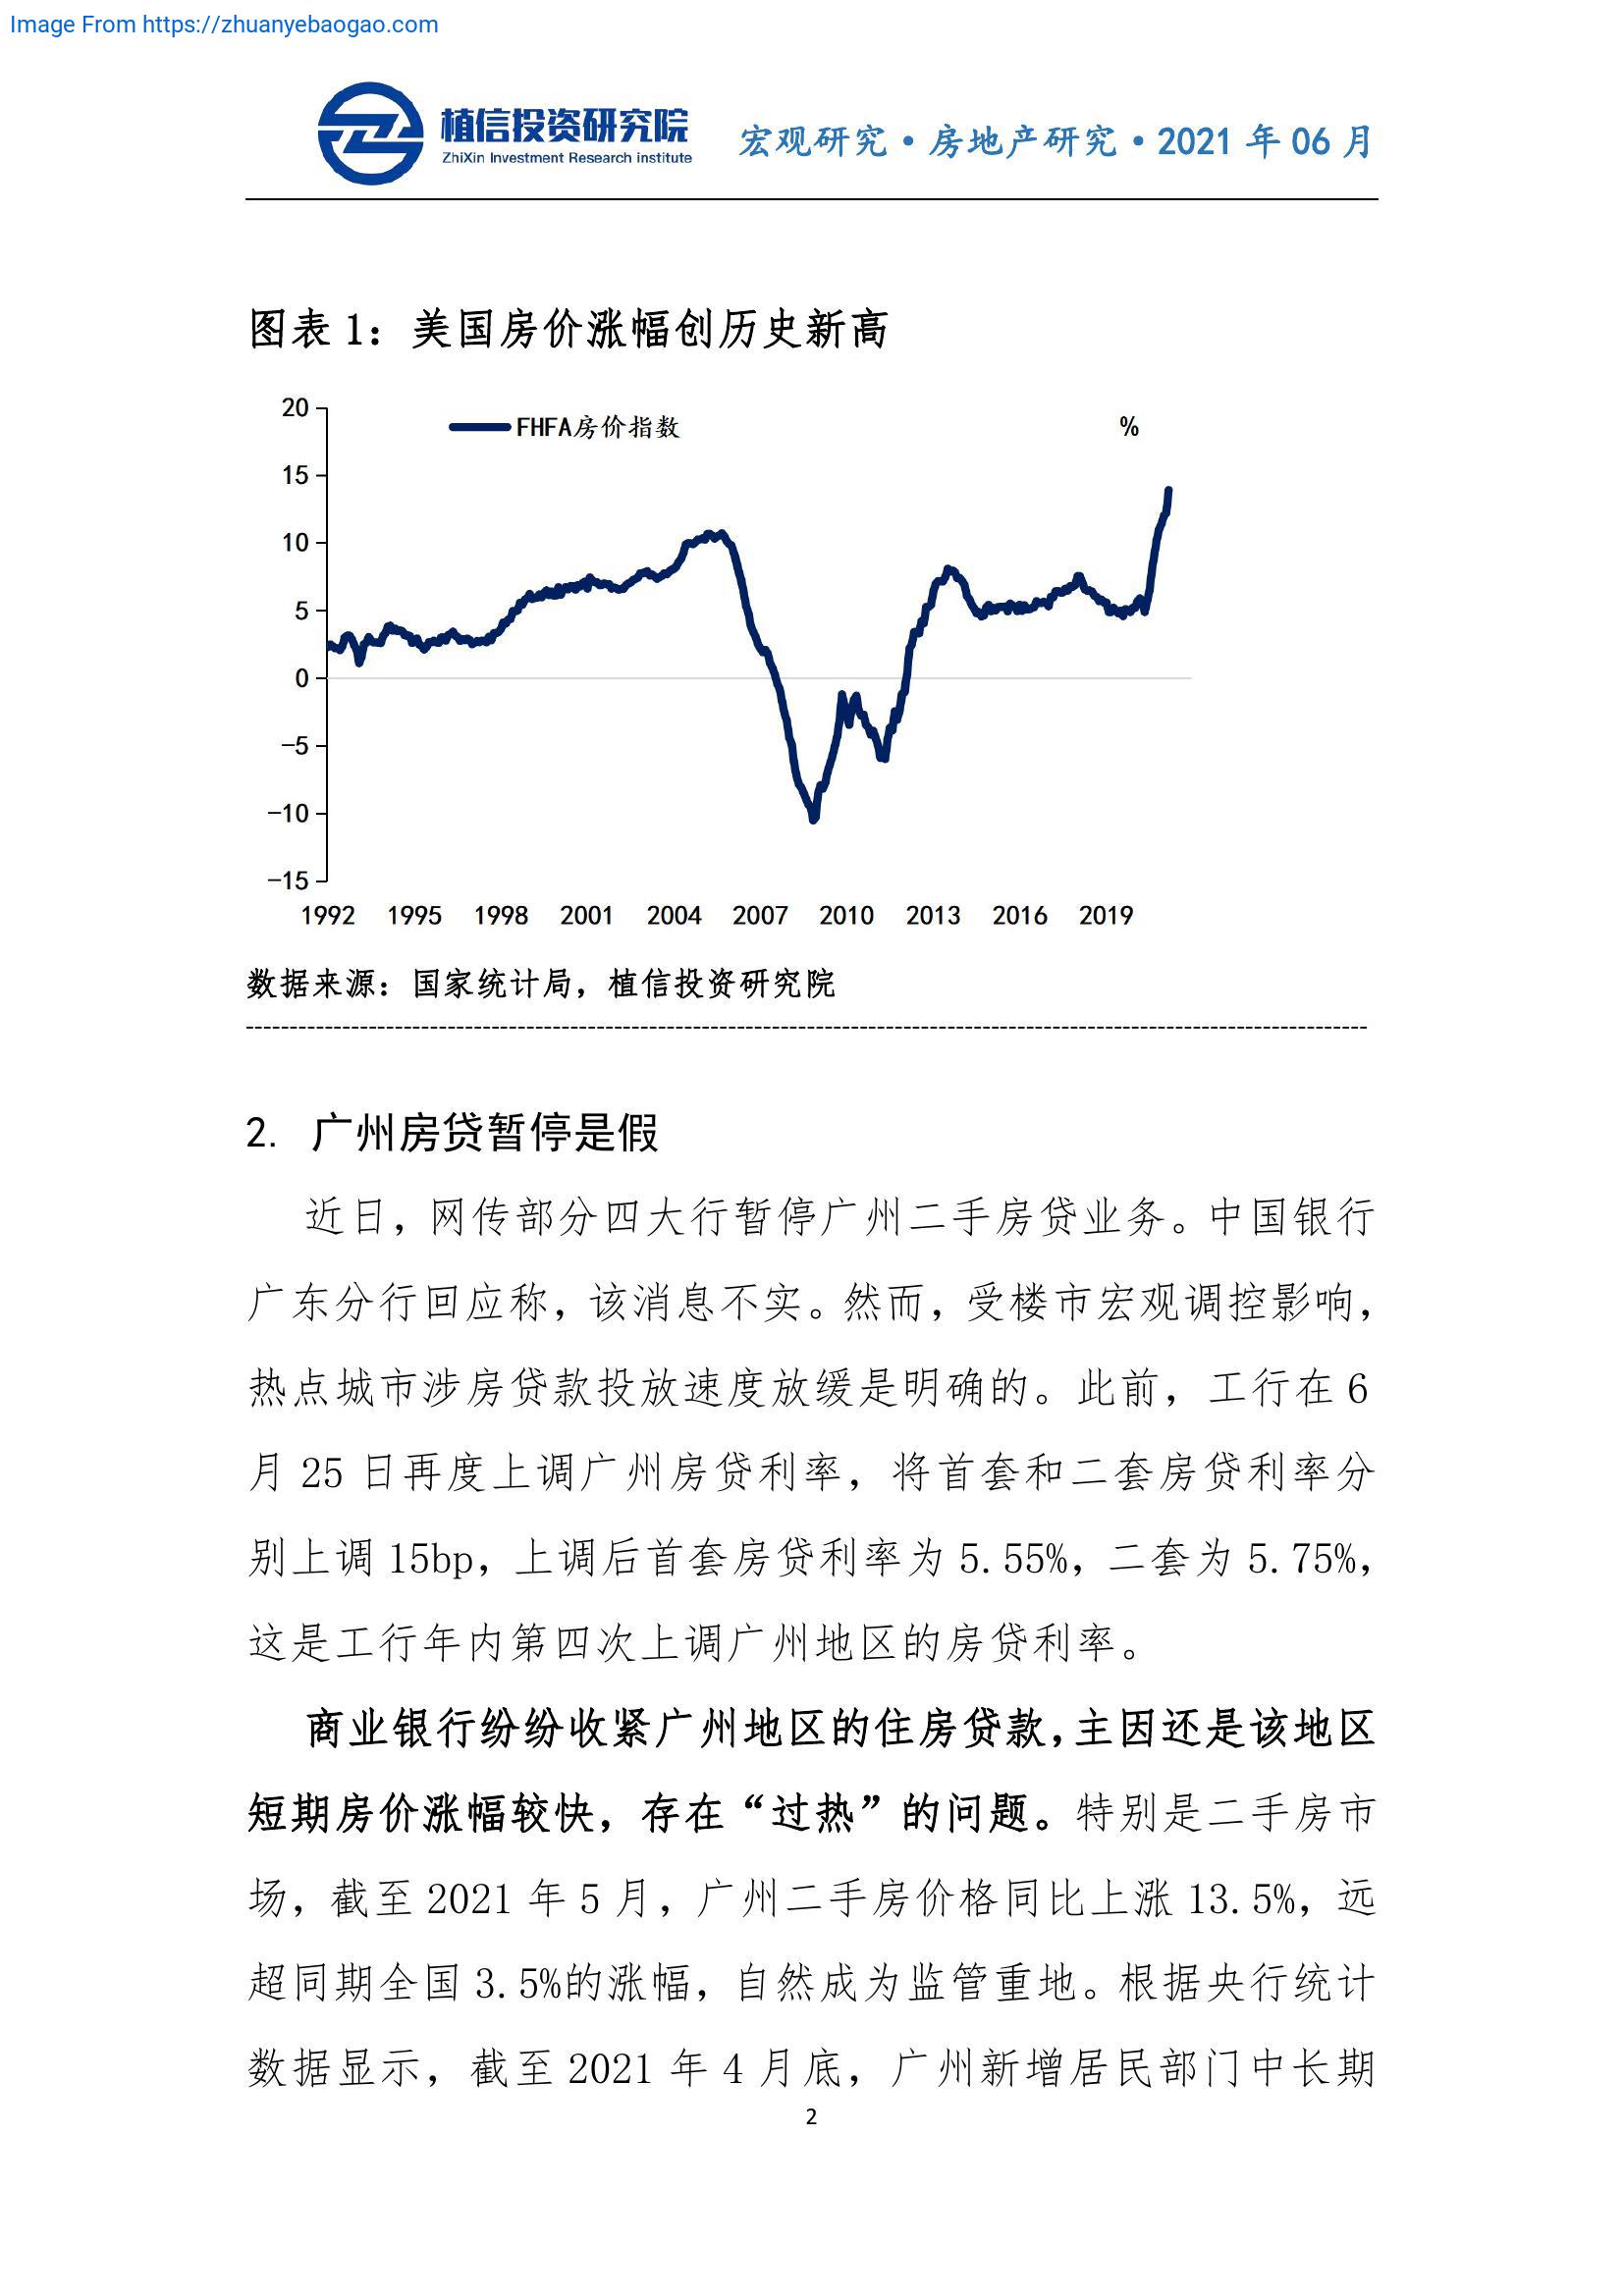 Image From https://zhuanyebaogao.com
植信投资研究院
ZhiXin Investment Research institute
宏观研究·房地产研究·2021 年 06 月
图表 1：美国房价涨幅创历史新高
FHFA房价指数
%
20
15
10
5
0
-5
-10
-15
1992 1995 1998 2001 2004 2007 2010 2013 2016 2019
数据来源：国家统计局，植信投资研究院
2. 广州房贷暂停是假
近日，网传部分四大行暂停广州二手房贷业务。中国银行
广东分行回应称，该消息不实。然而，受楼市宏观调控影响，
热点城市涉房贷款投放速度放缓是明确的。此前，工行在 6
月 25 日再度上调广州房贷利率，将首套和二套房贷利率分
别上调 15bp，上调后首套房贷利率为 5.55%，二套为 5.75%，
这是工行年内第四次上调广州地区的房贷利率。
商业银行纷纷收紧广州地区的住房贷款，主因还是该地区
短期房价涨幅较快，存在“过热”的问题。特别是二手房市
场，截至 2021 年 5 月，广州二手房价格同比上涨 13.5%，远
超同期全国 3.5%的涨幅，自然成为监管重地。根据央行统计
数据显示，截至 2021 年 4 月底，广州新增居民部门中长期
2